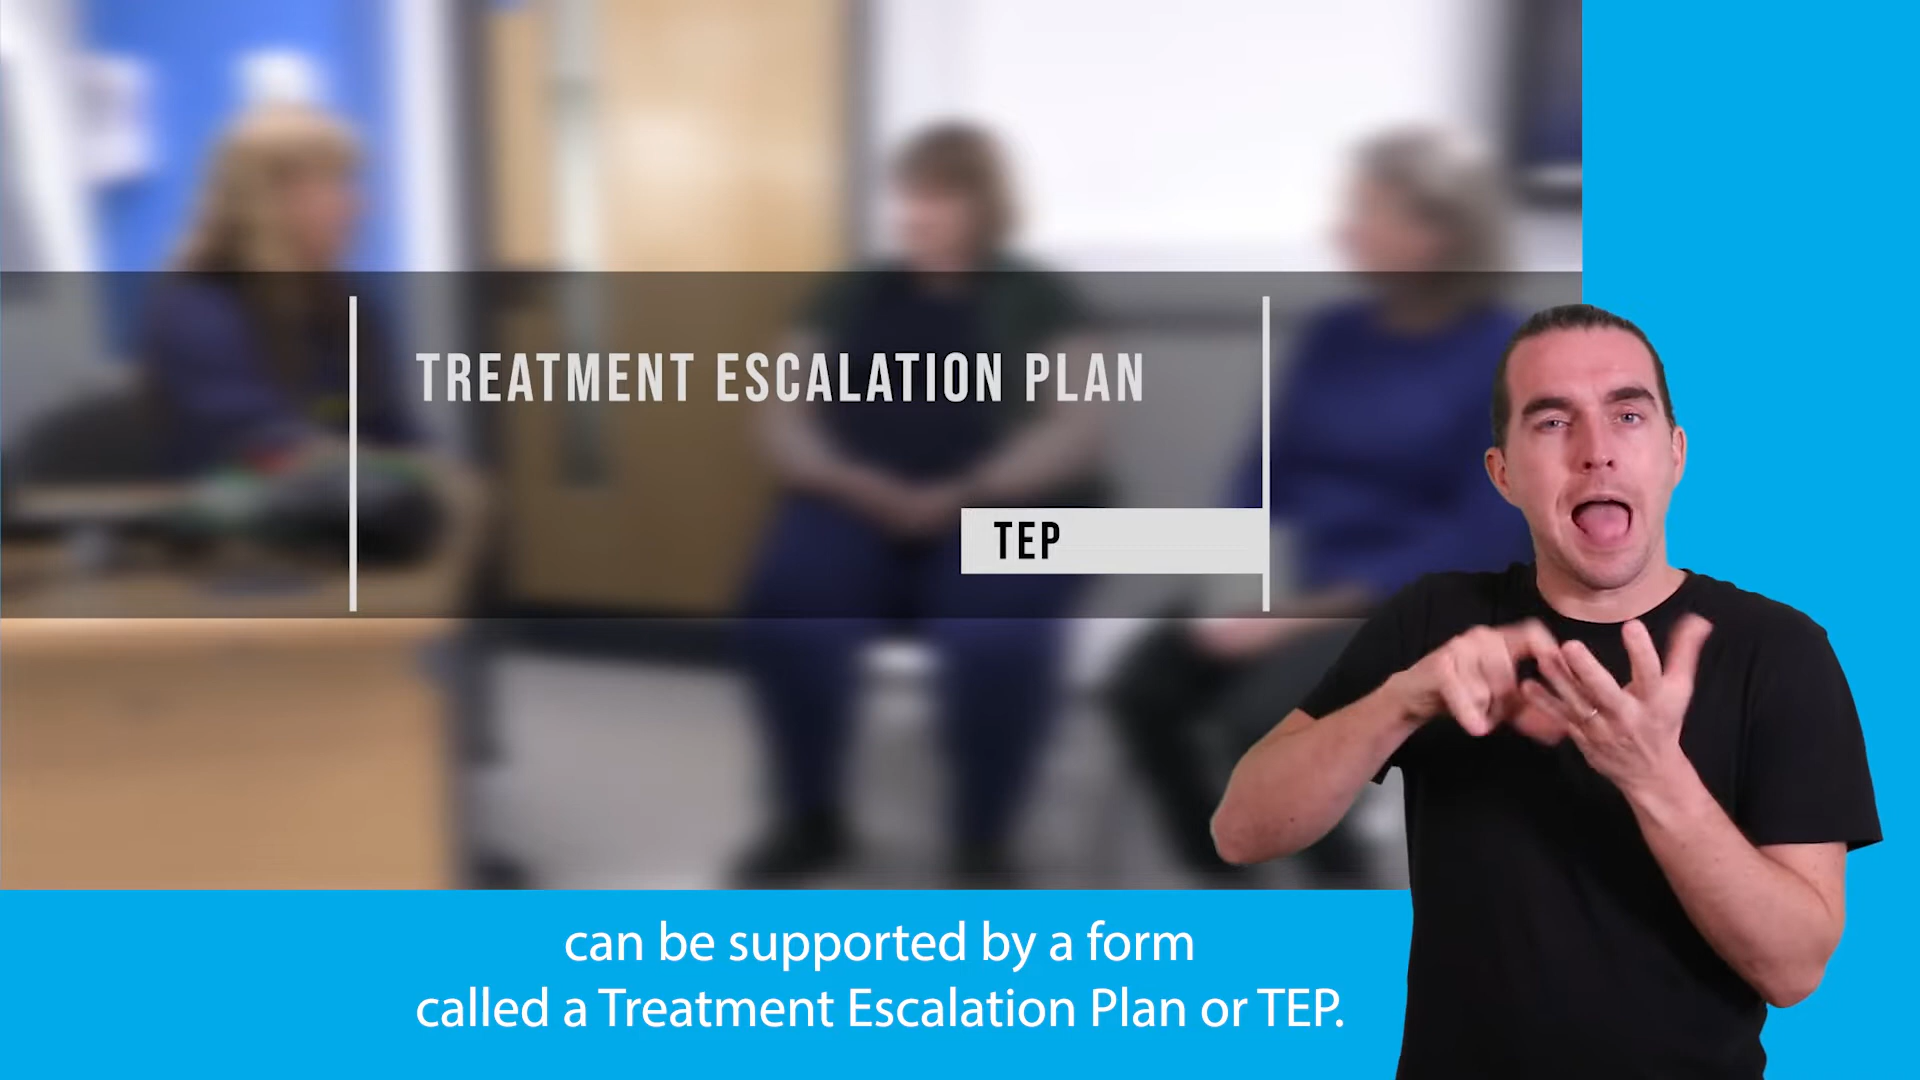 TREATMENT ESCALATION PLAN
TEP
can be supported by a form
called a Treatment Escalation Plan or TEP.